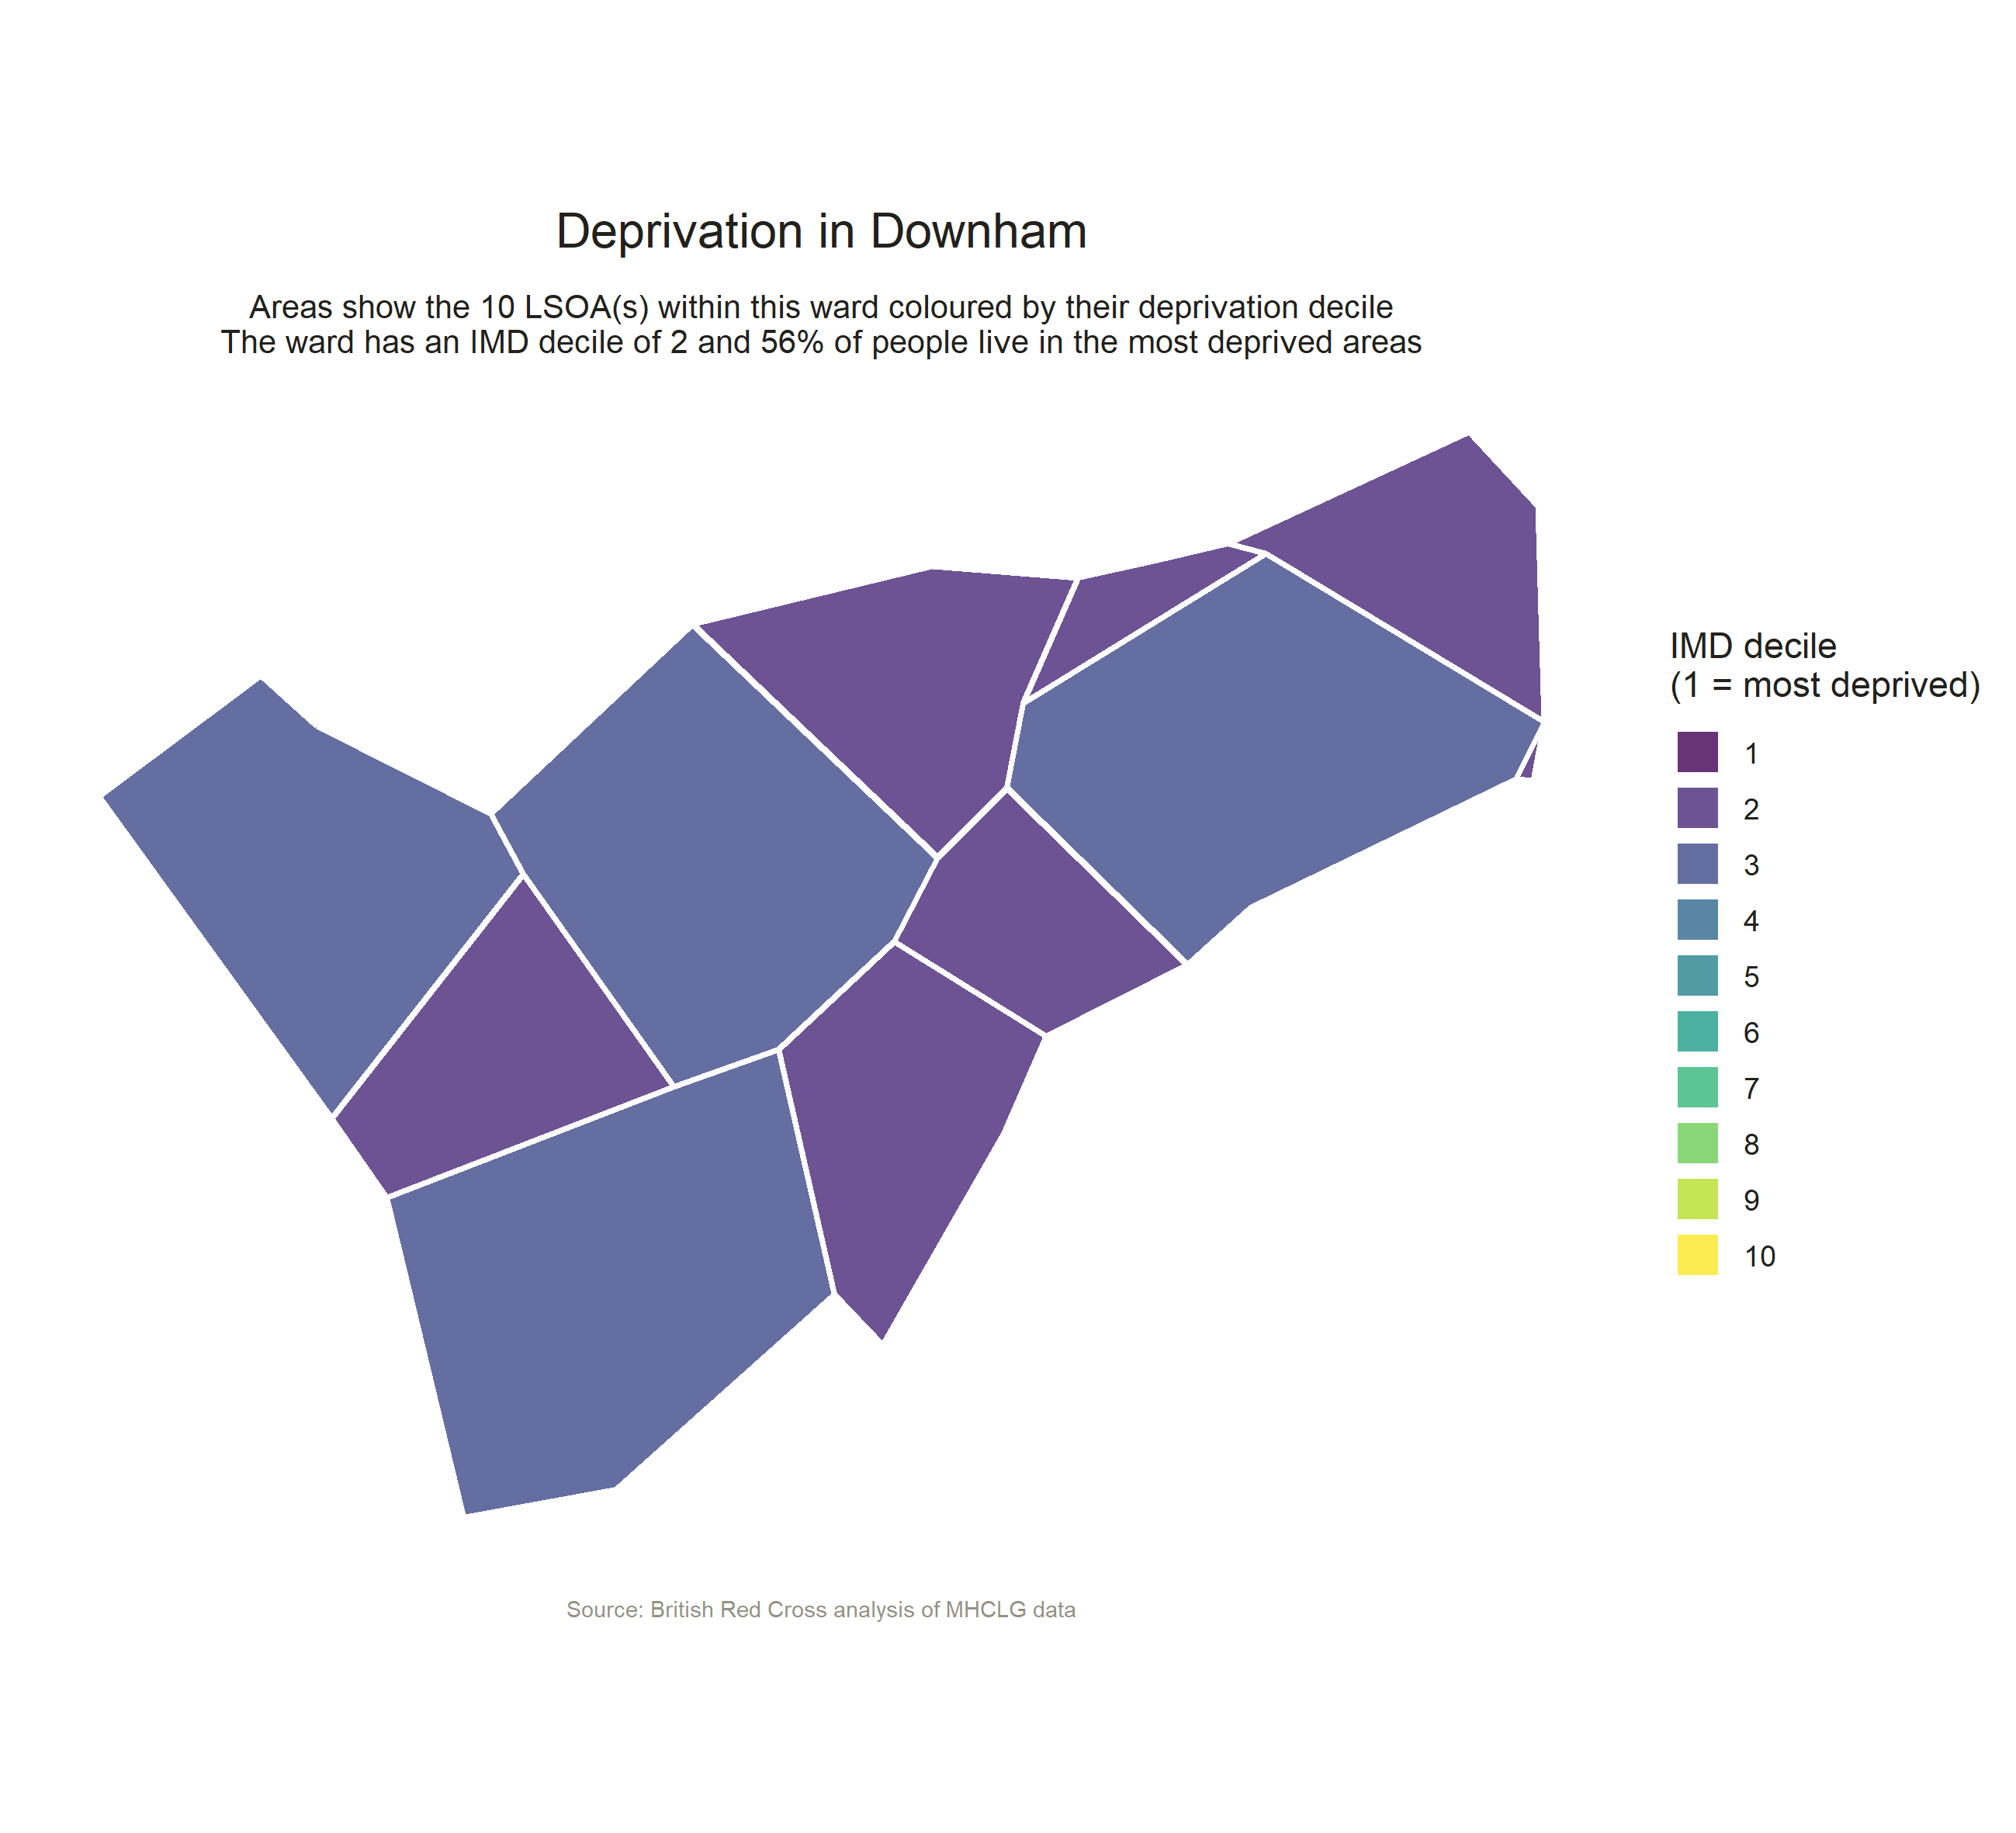 Deprivation in Downham
Areas show the 10 LSOA(s) within this ward coloured by their deprivation decile
The ward has an IMD decile of 2 and 56% of people live in the most deprived areas
IMD decile
(1 = most deprived)
1
2
3
4
5
6
7
8
9
10
Source: British Red Cross analysis of MHCLG data